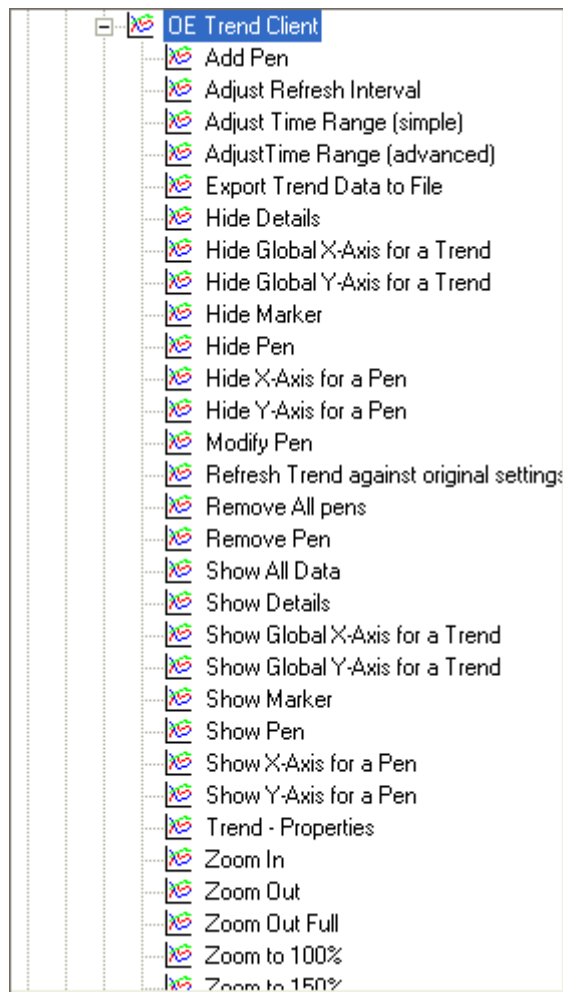 OE Trend Client
Add Pen
Adjust Refresh Interval
Adjust Time Range (simple)
AdjustTime Range (advanced)
Export Trend Data to File
Hide Details
Hide Global X-Axis for a Trend
Hide Global Y-Axis for a Trend
Hide Marker
Hide Pen
Hide X-Axis for a Pen
Hide Y-Axis for a Pen
Modify Pen
Refresh Trend against original settings
Remove All pens
Remove Pen
Show All Data
Show Details
Show Global X-Axis for a Trend
Show Global Y-Axis for a Trend
Show Marker
Show Pen
Show X-Axis for a Pen
Show Y-Axis for a Pen
Trend - Properties
Zoom In
Zoom Out
Zoom Out Full
Zoom to 100%
Zoom to 150%